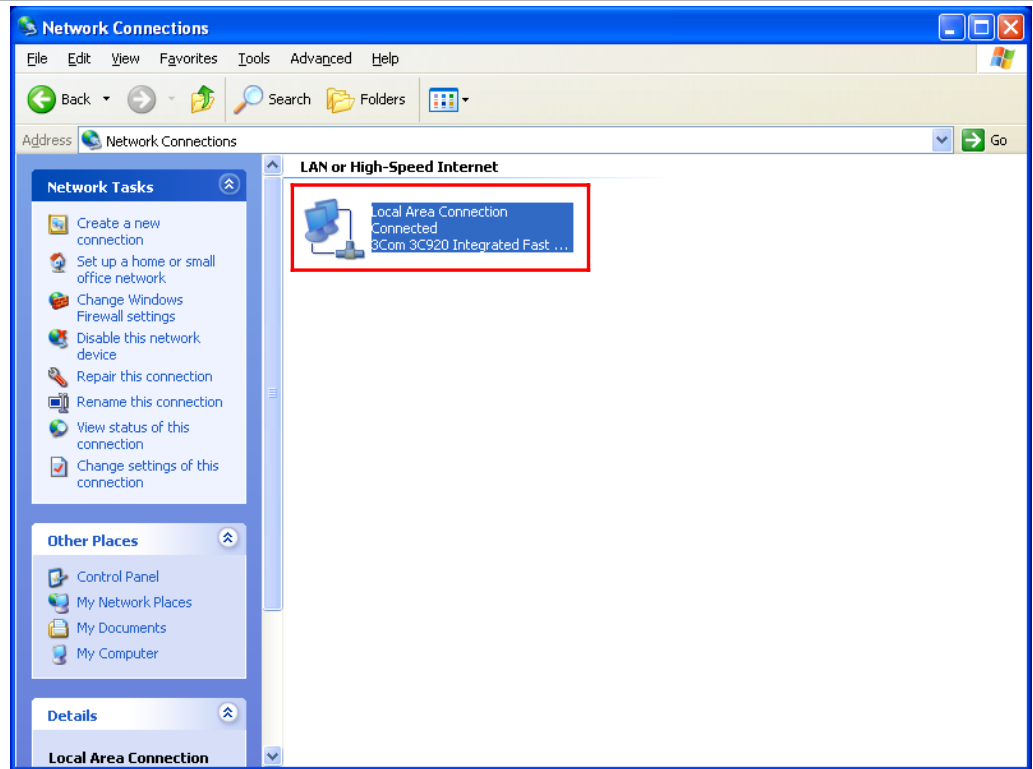 Network Connections
File Edit View Favorites Tools Advanced Help
Back Search Folders
Address Network Connections Go
Network Tasks
Create a new
connection
Set up a home or small
office network
Change Windows
Firewall settings
Disable this network
device
Repair this connection
Rename this connection
View status of this
connection
Change settings of this
connection
Other Places
Control Panel
My Network Places
My Documents
My Computer
Details
Local Area Connection
LAN or High-Speed Internet
Local Area Connection
Connected
3Com 3C920 Integrated Fast ...